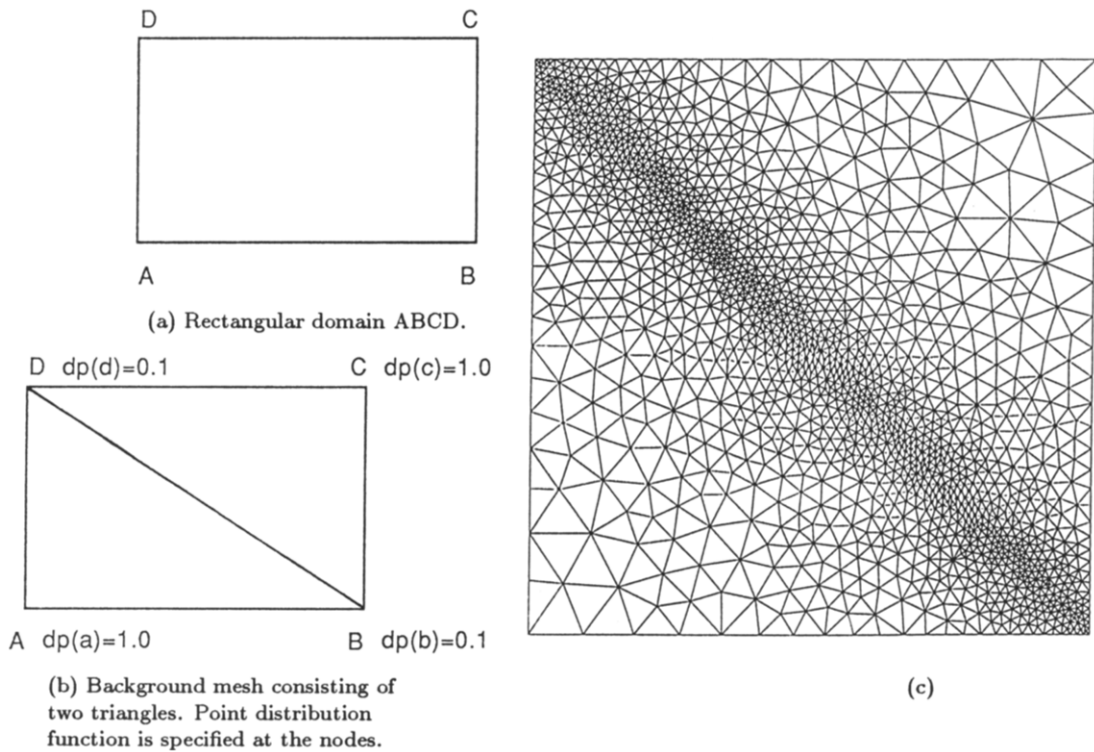 D C
A B
(a) Rectangular domain ABCD.
D dp(d)=0.1 C dp(c)=1.0
A dp(a)=1.0 B dp(b)=0.1
(b) Background mesh consisting of
two triangles. Point distribution
function is specified at the nodes.
(c)